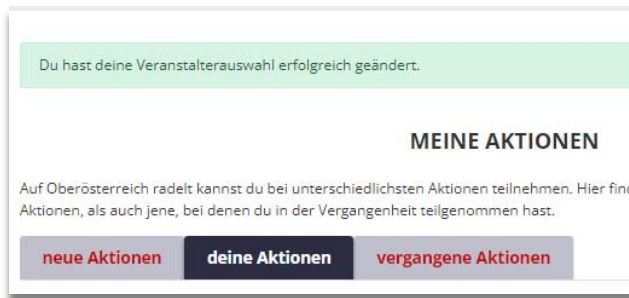 Du hast deine Veranstalterauswahl erfolgreich geändert.
MEINE AKTIONEN
Auf Oberösterreich radelt kannst du bei unterschiedlichsten Aktionen teilnehmen. Hier
Aktionen, als auch jene, bei denen du in der Vergangenheit teilgenommen hast.
neue Aktionen deine Aktionen vergangene Aktionen